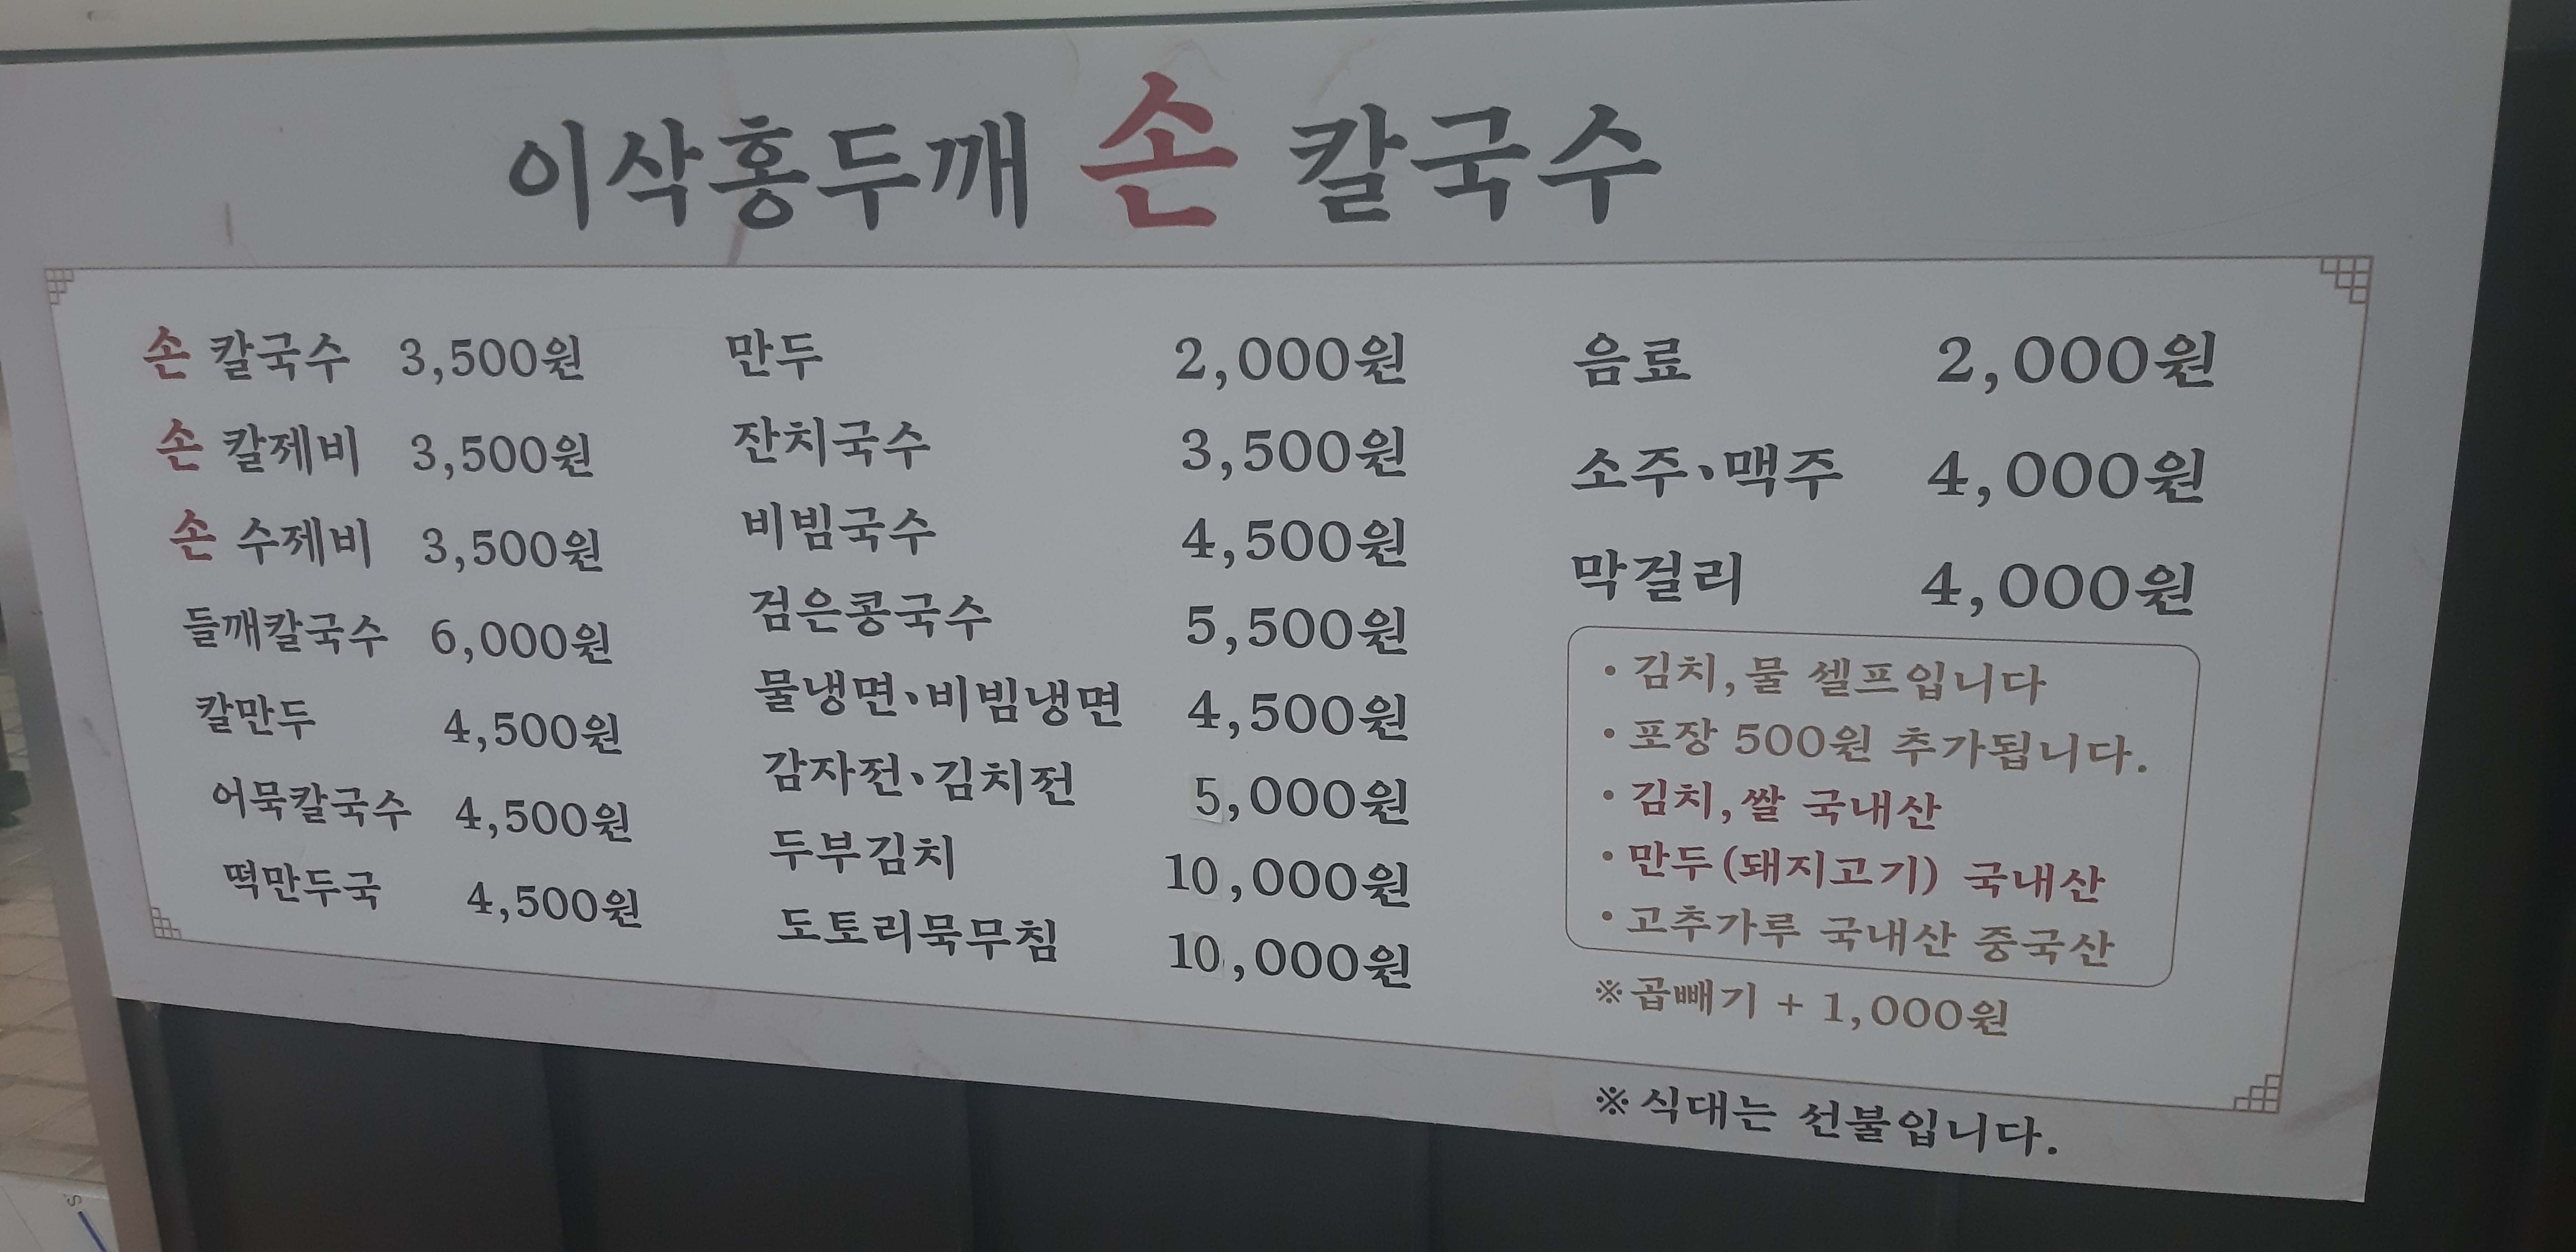 이삭홍두깨 손 칼국수
손 칼국수 3,500원
손 칼제비 3,500원
손 수제비 3,500원
들깨칼국수 6,000원
칼만두 4,500원
어묵칼국수 4,500원
떡만두국 4,500원
만두 2,000원
잔치국수 3,500원
비빔국수 4,500원
검은콩국수 5,500원
물냉면、비빔냉면 4,500원
감자전、김치전 5,000원
두부김치 10,000원
도토리묵무침 10,000원
음료 2,000원
소주、맥주 4,000원
막걸리 4,000원
· 김치, 물 셀프입니다
· 포장 500원 추가됩니다.
· 김치, 쌀 국내산
· 만두(돼지고기) 국내산
· 고추가루 국내산 중국산
※곱빼기 + 1,000원
※식대는 선불입니다.